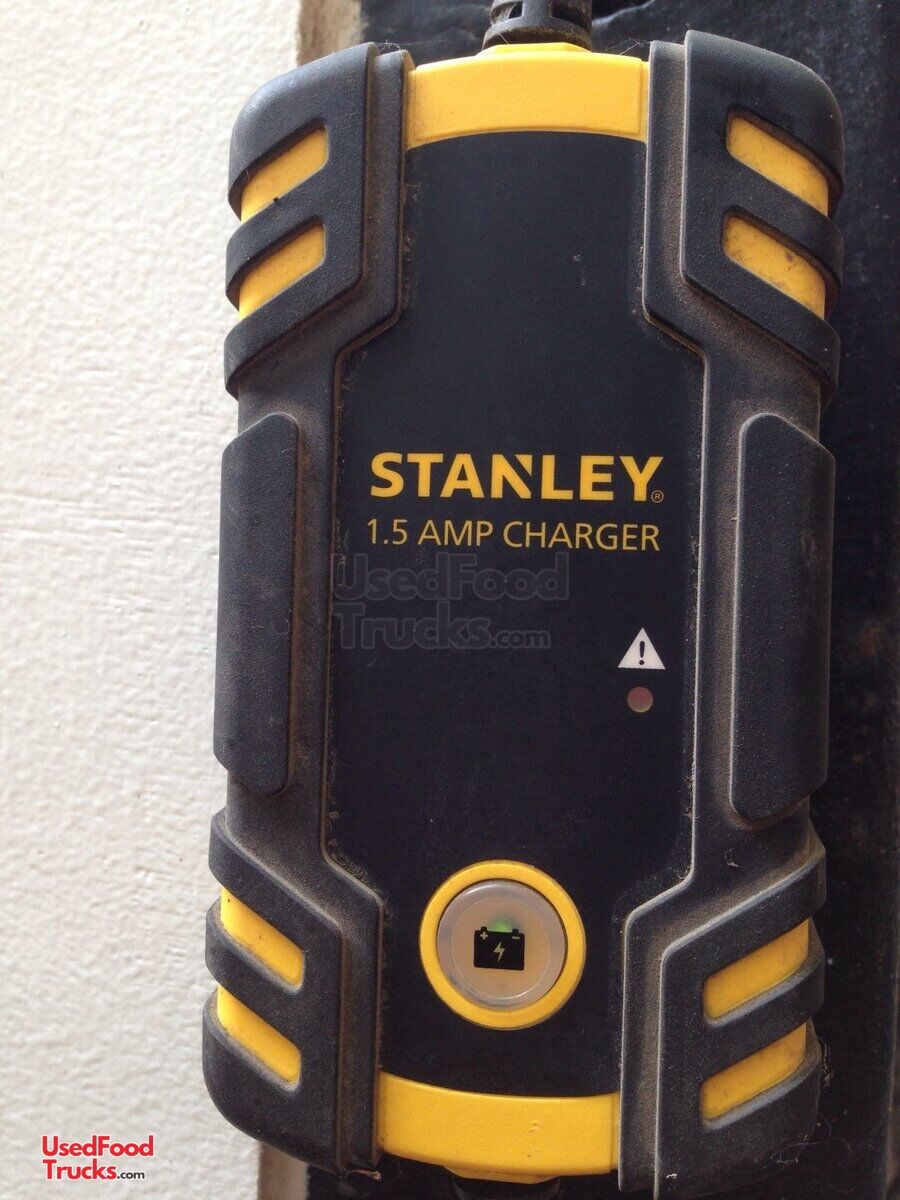 STANLEY®
1.5 AMP CHARGER
UsedFood
Trucks.com
!
+ -
UsedFood
Trucks.com